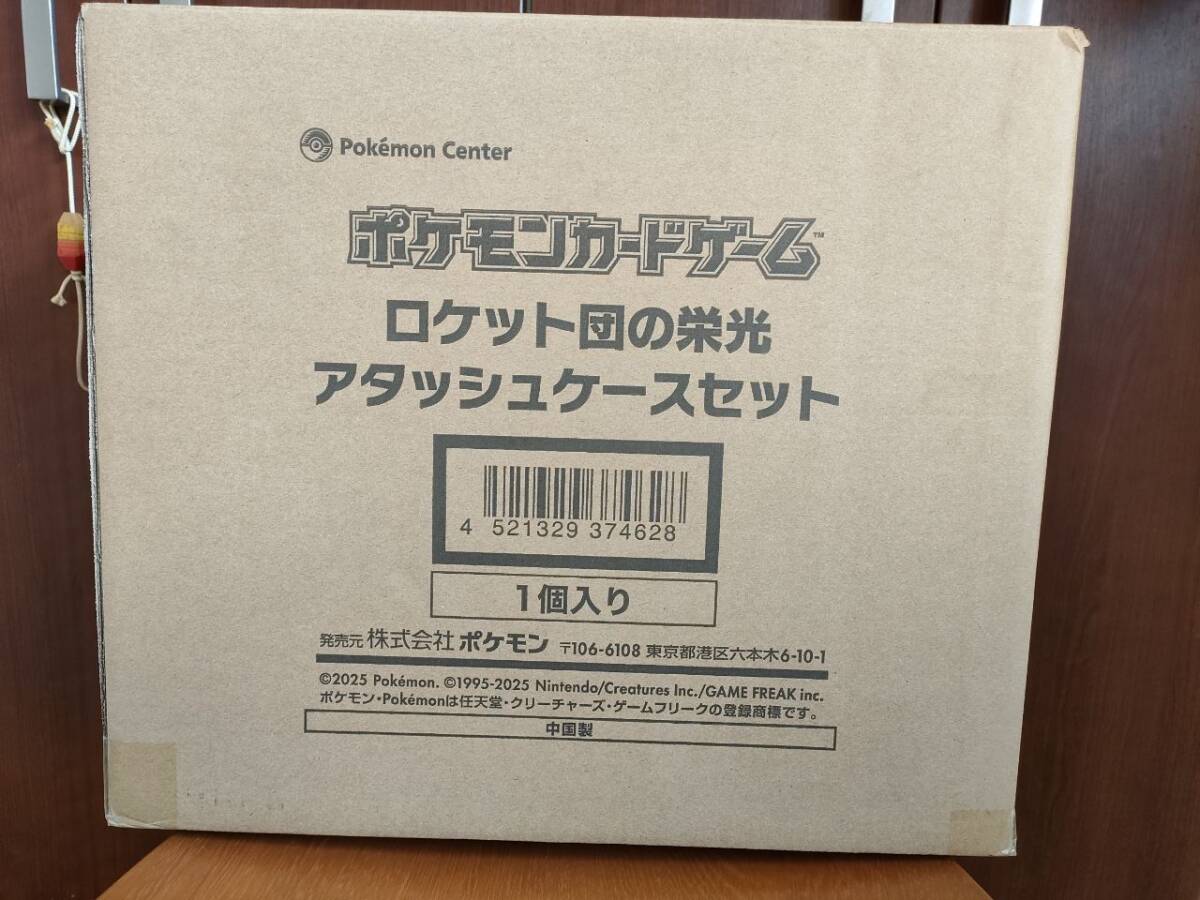 Pokémon Center
ポケモンカードゲーム™
ロケット団の栄光
アタッシュケースセット
4 521329 374628
1個入り
発売元 株式会社 ポケモン 〒106-6108 東京都港区六本木6-10-1
©2025 Pokémon. ©1995-2025 Nintendo/Creatures Inc./GAME FREAK inc.
ポケモン・Pokémonは任天堂・クリーチャーズ・ゲームフリークの登録商標です。
中国製